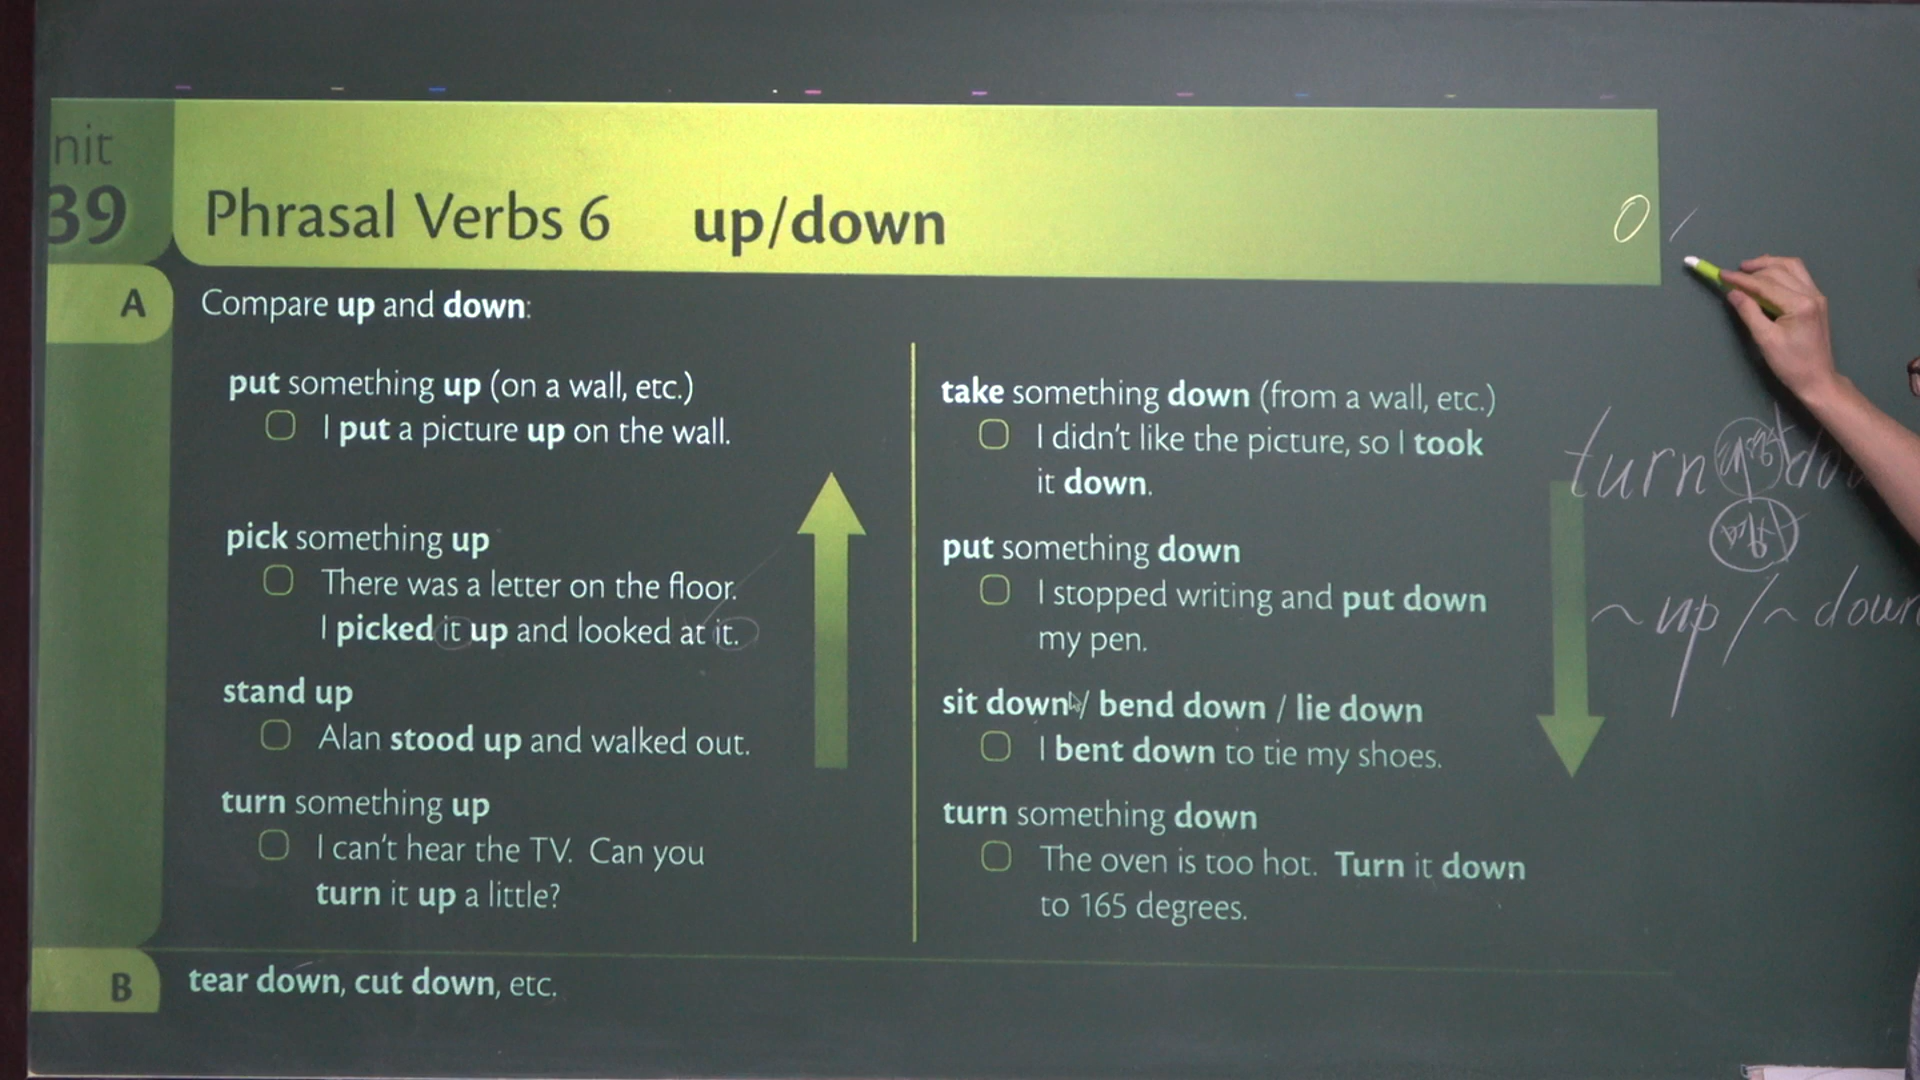 nit
39
Phrasal Verbs 6 up/down
0
A
Compare up and down:
put something up (on a wall, etc.)
I put a picture up on the wall.
pick something up
There was a letter on the floor.
I picked it up and looked at it.
stand up
Alan stood up and walked out.
turn something up
I can't hear the TV. Can you
turn it up a little?
take something down (from a wall, etc.)
I didn't like the picture, so I took
it down.
put something down
I stopped writing and put down
my pen.
sit down / bend down / lie down
I bent down to tie my shoes.
turn something down
The oven is too hot. Turn it down
to 165 degrees.
turn
~up/~down
B
tear down, cut down, etc.